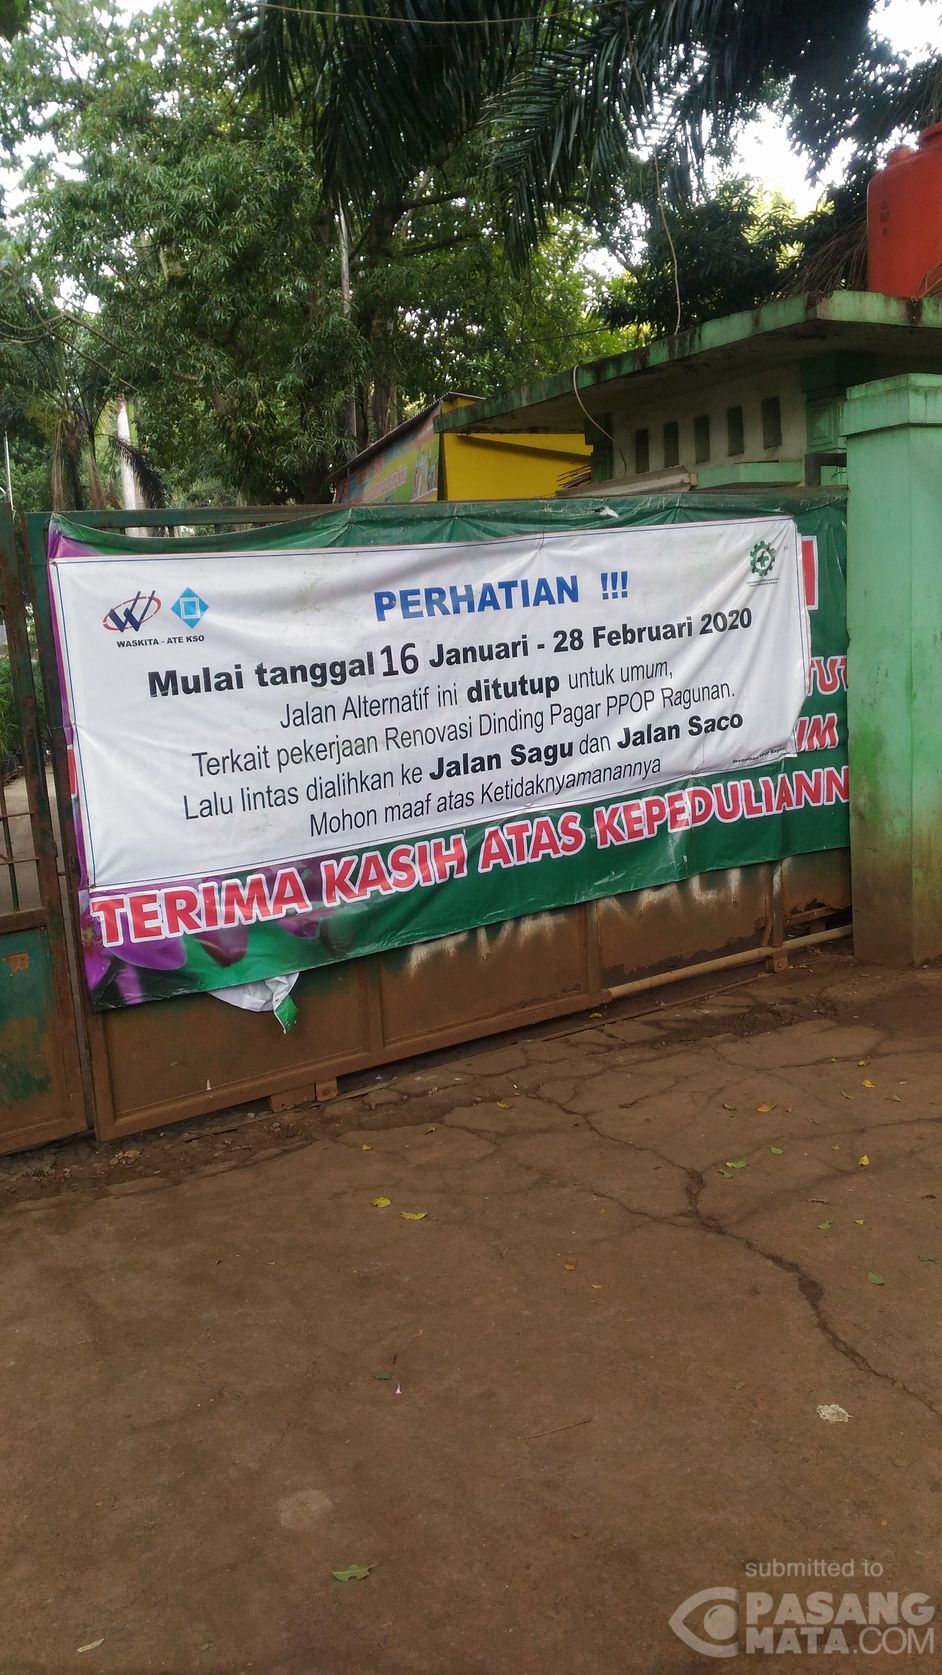 WASKITA - ATE KSO
PERHATIAN !!!
Mulai tanggal 16 Januari - 28 Februari 2020
Jalan Alternatif ini ditutup untuk umum,
Terkait pekerjaan Renovasi Dinding Pagar PPOP Ragunan.
Lalu lintas dialihkan ke Jalan Sagu dan Jalan Saco
Mohon maaf atas Ketidaknyamanannya
TUT
UM
TERIMA KASIH ATAS KEPEDULIANN
submitted to
PASANG
MATA.COM